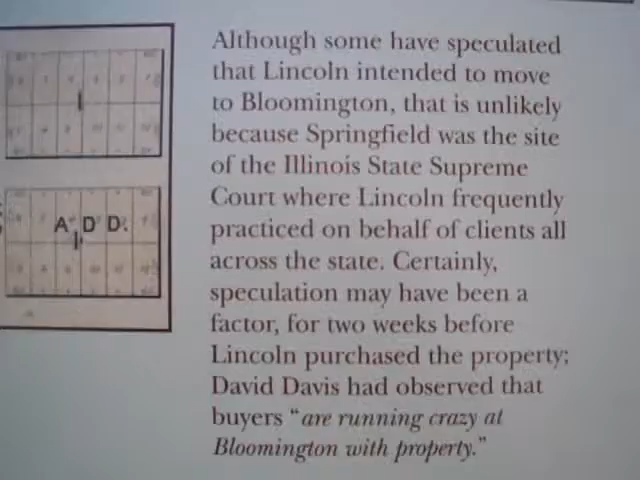 Although some have speculated
that Lincoln intended to move
to Bloomington, that is unlikely
because Springfield was the site
of the Illinois State Supreme
Court where Lincoln frequently
practiced on behalf of clients all
across the state. Certainly,
speculation may have been a
factor, for two weeks before
Lincoln purchased the property;
David Davis had observed that
buyers "are running crazy at
Bloomington with property."
A D D